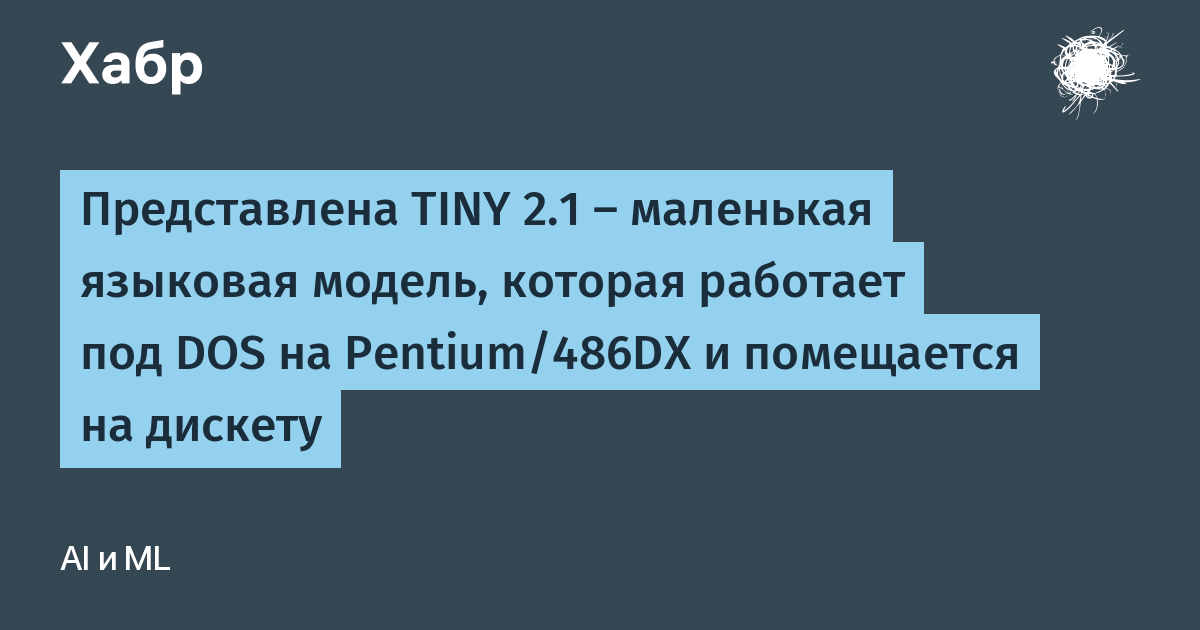 Хабр
Представлена TINY 2.1 – маленькая
языковая модель, которая работает
под DOS на Pentium/486DX и помещается
на дискету
AI и ML